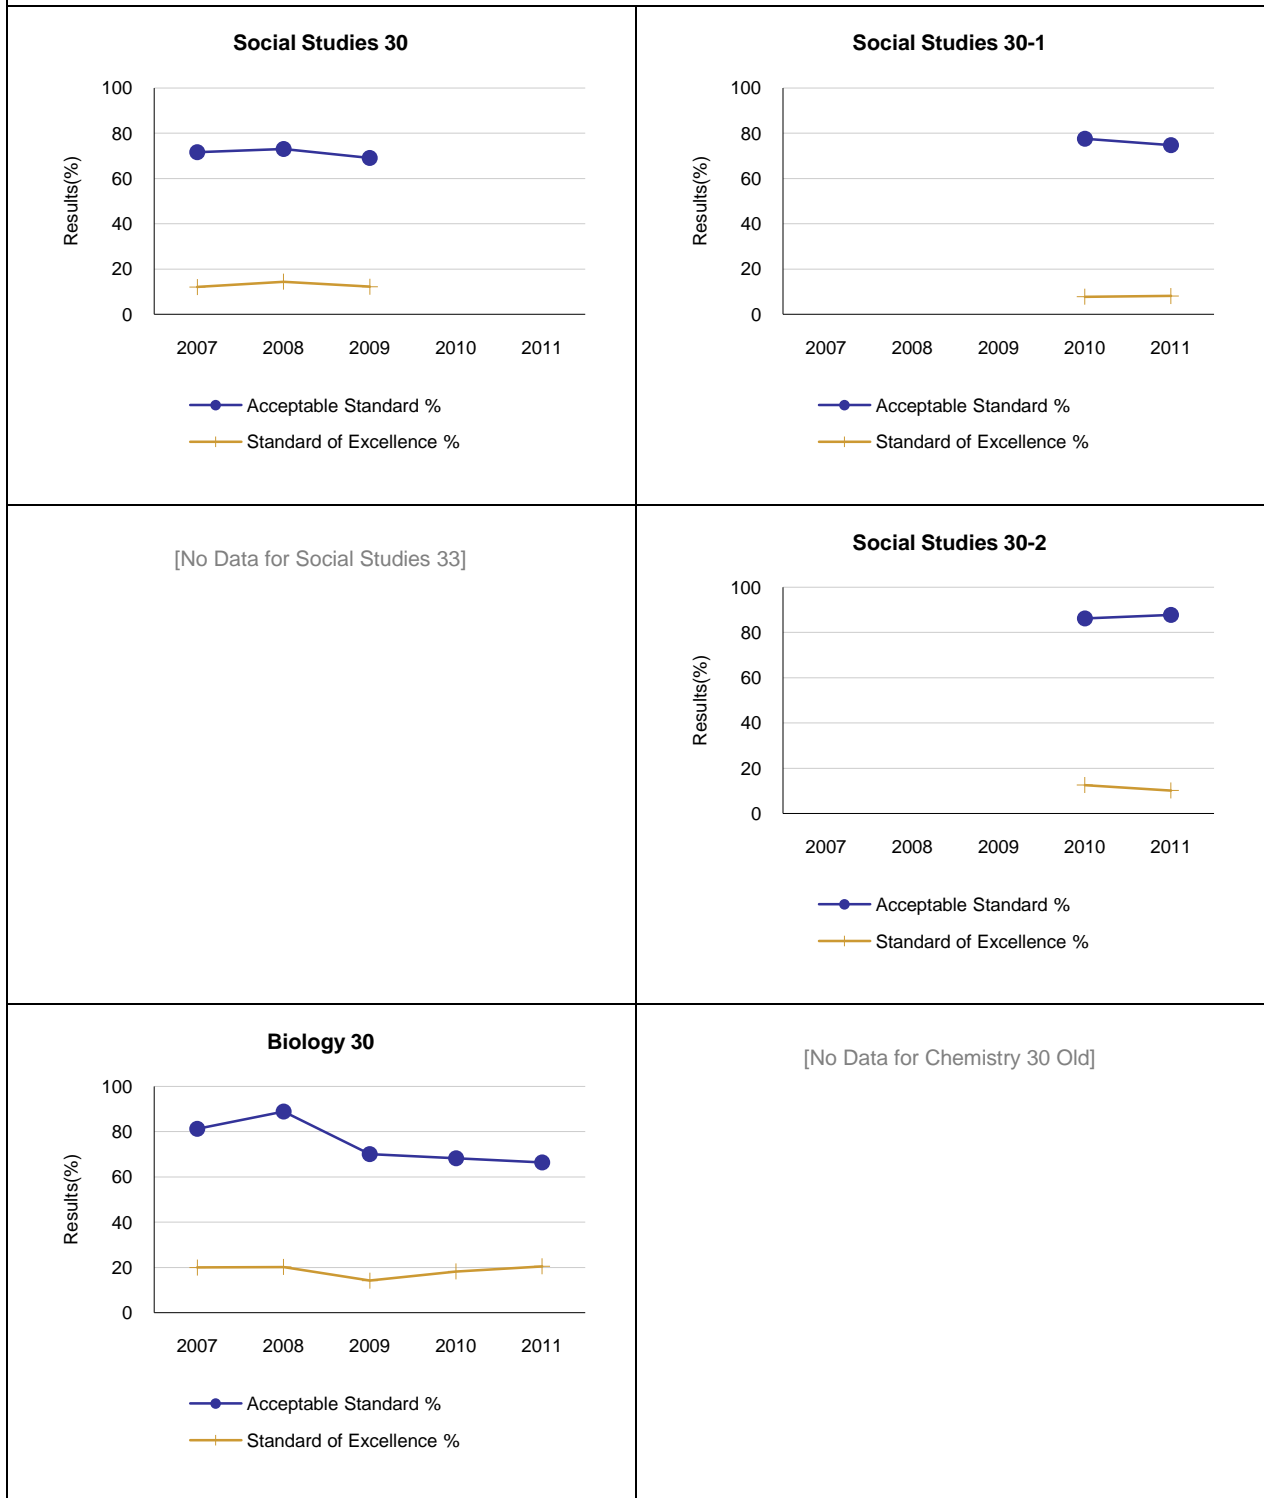 Social Studies 30
100
80
60
40
20
0
Results(%)
2007 2008 2009 2010 2011
Acceptable Standard %
Standard of Excellence %
Social Studies 30-1
100
80
60
40
20
0
Results(%)
2007 2008 2009 2010 2011
Acceptable Standard %
Standard of Excellence %
[No Data for Social Studies 33]
Social Studies 30-2
100
80
60
40
20
0
Results(%)
2007 2008 2009 2010 2011
Acceptable Standard %
Standard of Excellence %
Biology 30
100
80
60
40
20
0
Results(%)
2007 2008 2009 2010 2011
Acceptable Standard %
Standard of Excellence %
[No Data for Chemistry 30 Old]